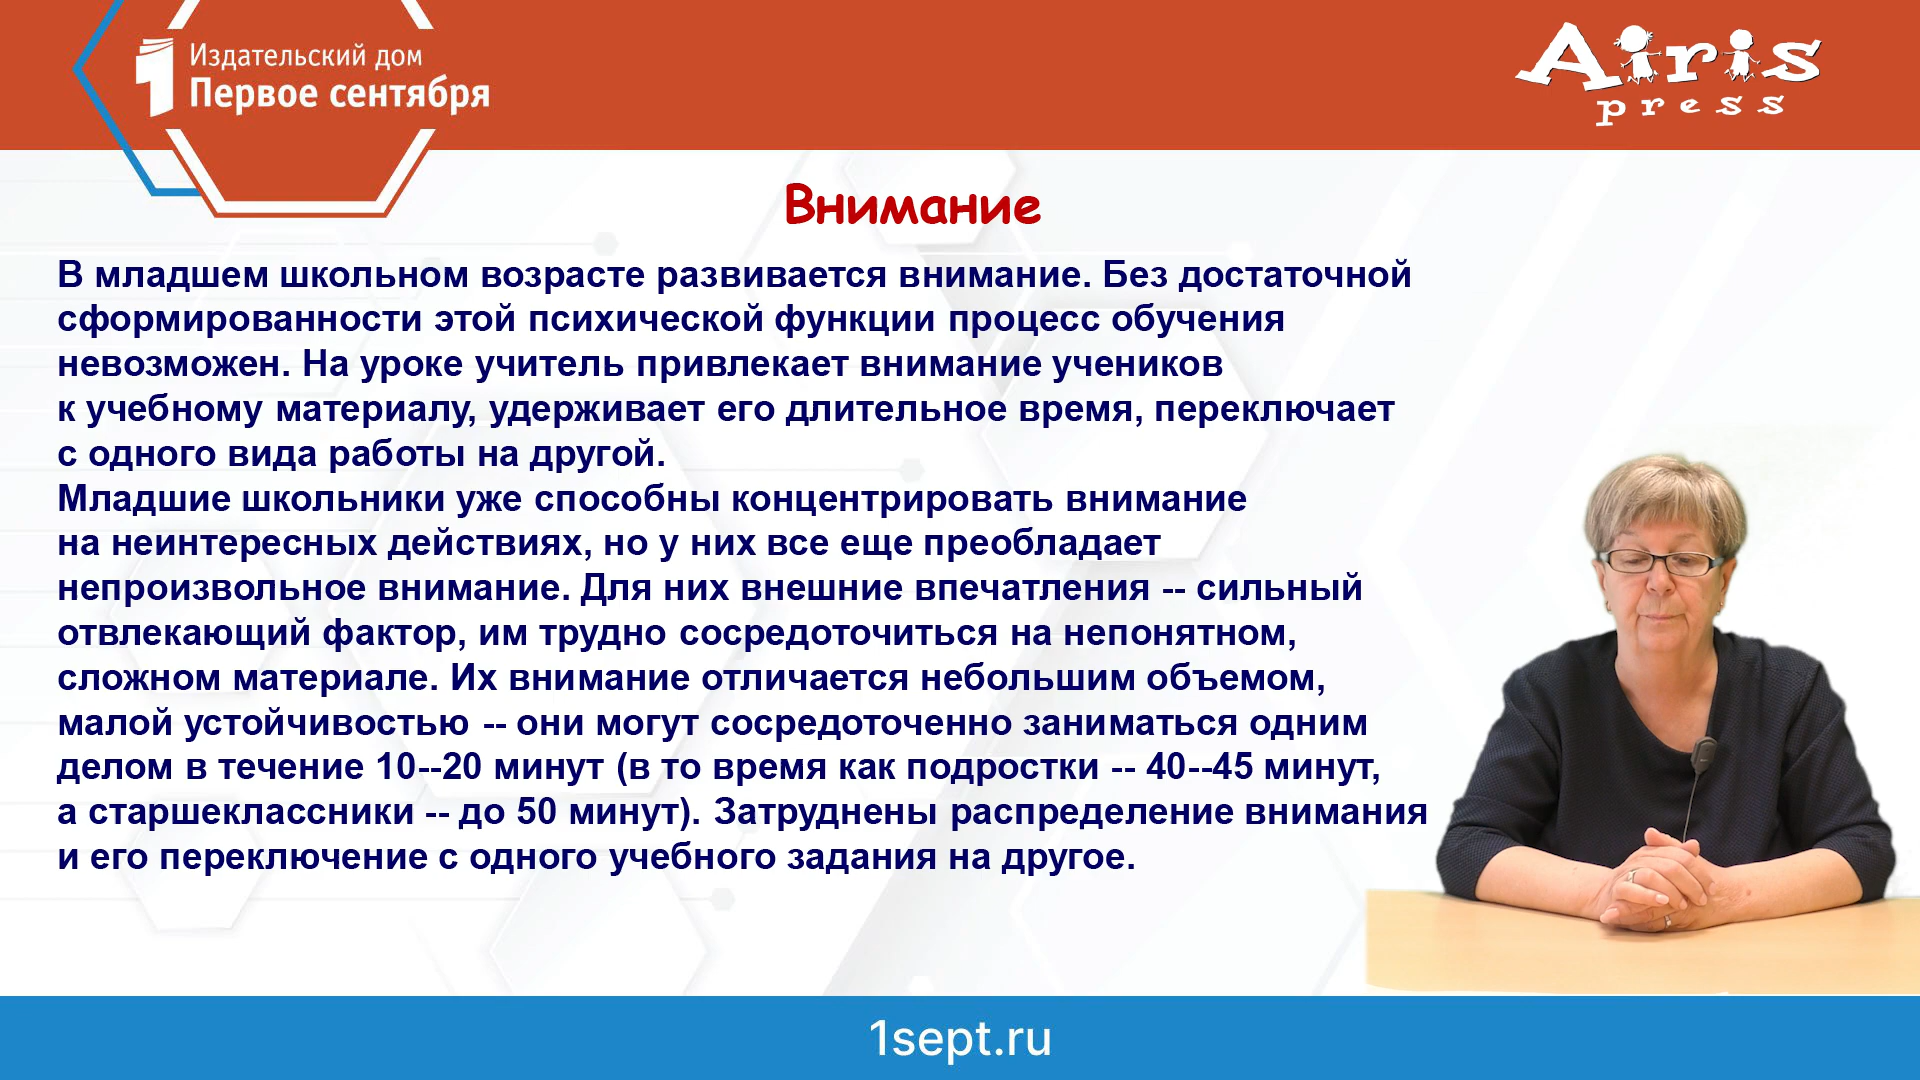 Издательский дом
Первое сентября
Airis
press
Внимание
В младшем школьном возрасте развивается внимание. Без достаточной
сформированности этой психической функции процесс обучения
невозможен. На уроке учитель привлекает внимание учеников
к учебному материалу, удерживает его длительное время, переключает
с одного вида работы на другой.
Младшие школьники уже способны концентрировать внимание
на неинтересных действиях, но у них все еще преобладает
непроизвольное внимание. Для них внешние впечатления -- сильный
отвлекающий фактор, им трудно сосредоточиться на непонятном,
сложном материале. Их внимание отличается небольшим объемом,
малой устойчивостью -- они могут сосредоточенно заниматься одним
делом в течение 10--20 минут (в то время как подростки -- 40--45 минут,
а старшеклассники -- до 50 минут). Затруднены распределение внимания
и его переключение с одного учебного задания на другое.
1sept.ru